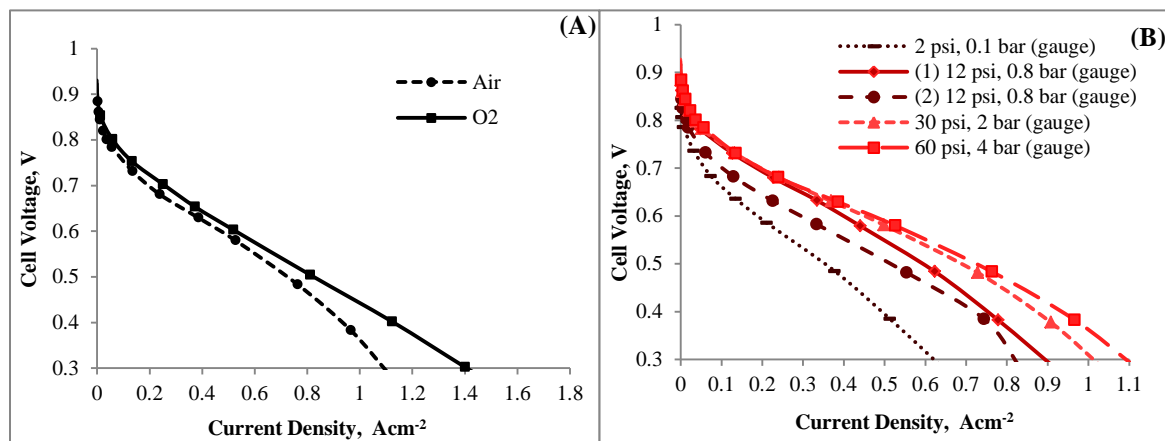 (A)
1
0.9
0.8
0.7
0.6
0.5
0.4
0.3
Cell Voltage, V
Air
O2
0 0.2 0.4 0.6 0.8 1 1.2 1.4 1.6 1.8
Current Density, Acm-2
(B)
1
0.9
0.8
0.7
0.6
0.5
0.4
0.3
Cell Voltage, V
2 psi, 0.1 bar (gauge)
(1) 12 psi, 0.8 bar (gauge)
(2) 12 psi, 0.8 bar (gauge)
30 psi, 2 bar (gauge)
60 psi, 4 bar (gauge)
0 0.1 0.2 0.3 0.4 0.5 0.6 0.7 0.8 0.9 1 1.1
Current Density, Acm-2